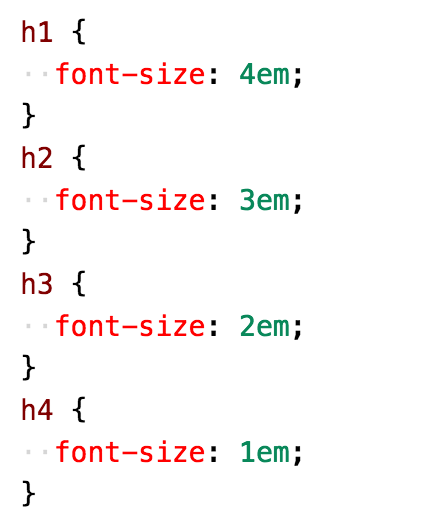 h1 {
  font-size: 4em;
}
h2 {
  font-size: 3em;
}
h3 {
  font-size: 2em;
}
h4 {
  font-size: 1em;
}